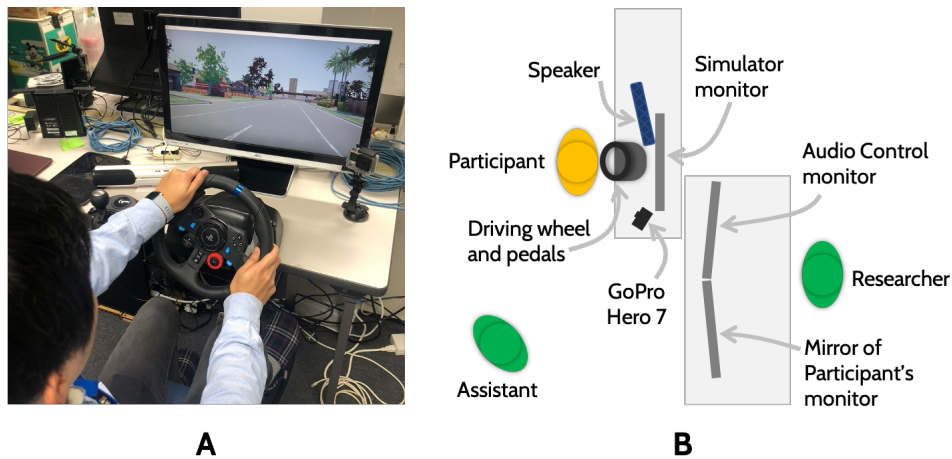 Speaker
Simulator
monitor
Participant
Audio Control
monitor
Driving wheel
and pedals
GoPro
Hero 7
Researcher
Assistant
Mirror of
Participant's
monitor
A
B